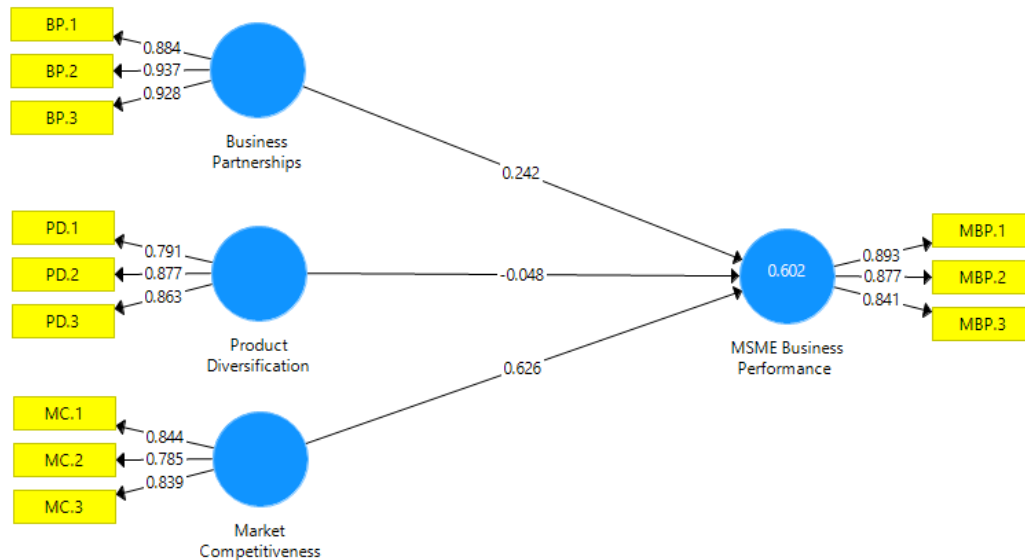 BP.1
0.884
BP.2
0.937
BP.3
0.928
Business
Partnerships
0.242
PD.1
0.791
PD.2
0.877
PD.3
0.863
Product
Diversification
-0.048
MC.1
0.844
MC.2
0.785
MC.3
0.839
Market
Competitiveness
0.626
0.602
MSME Business
Performance
0.893
MBP.1
0.877
MBP.2
0.841
MBP.3